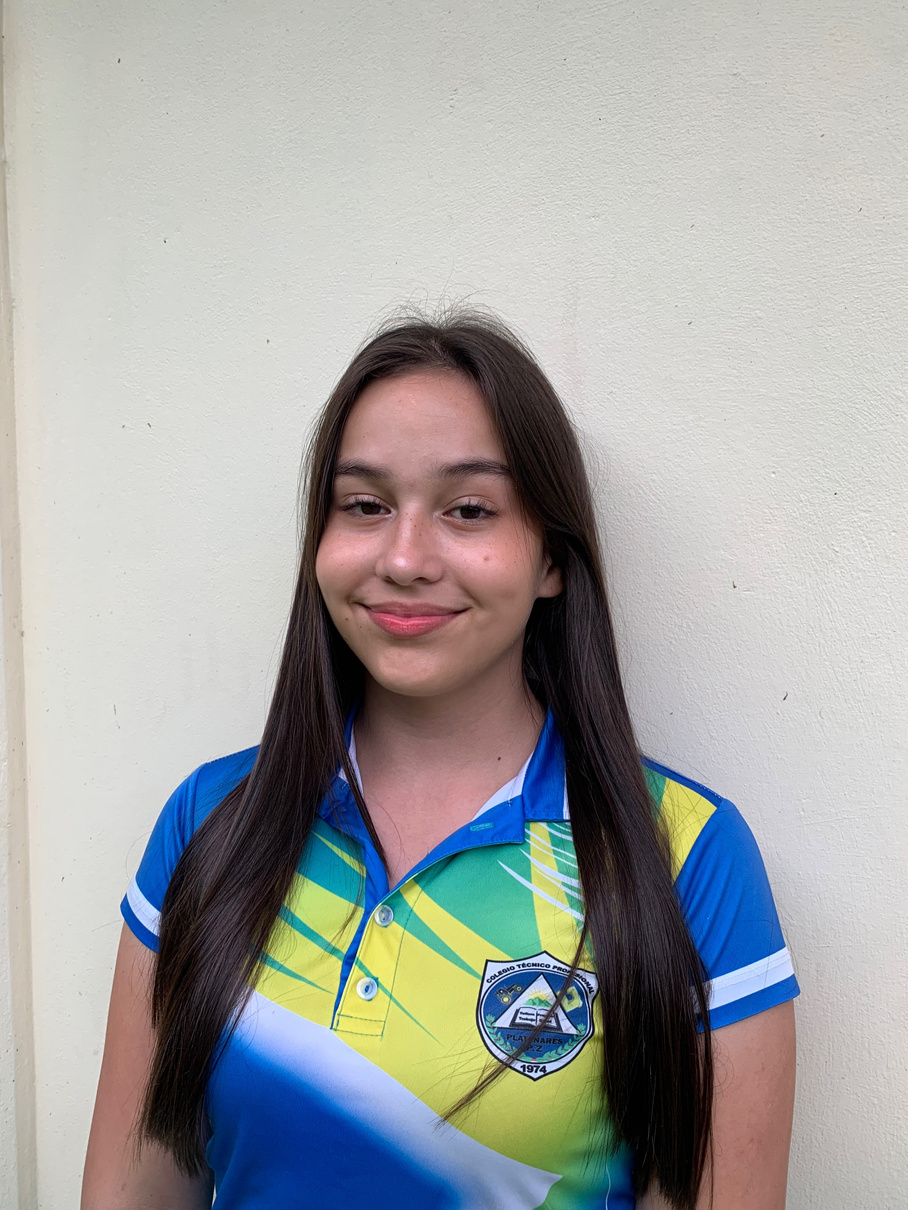 COLEGIO TÉCNICO PROFESIONAL
PLATANARES
P.Z
1974